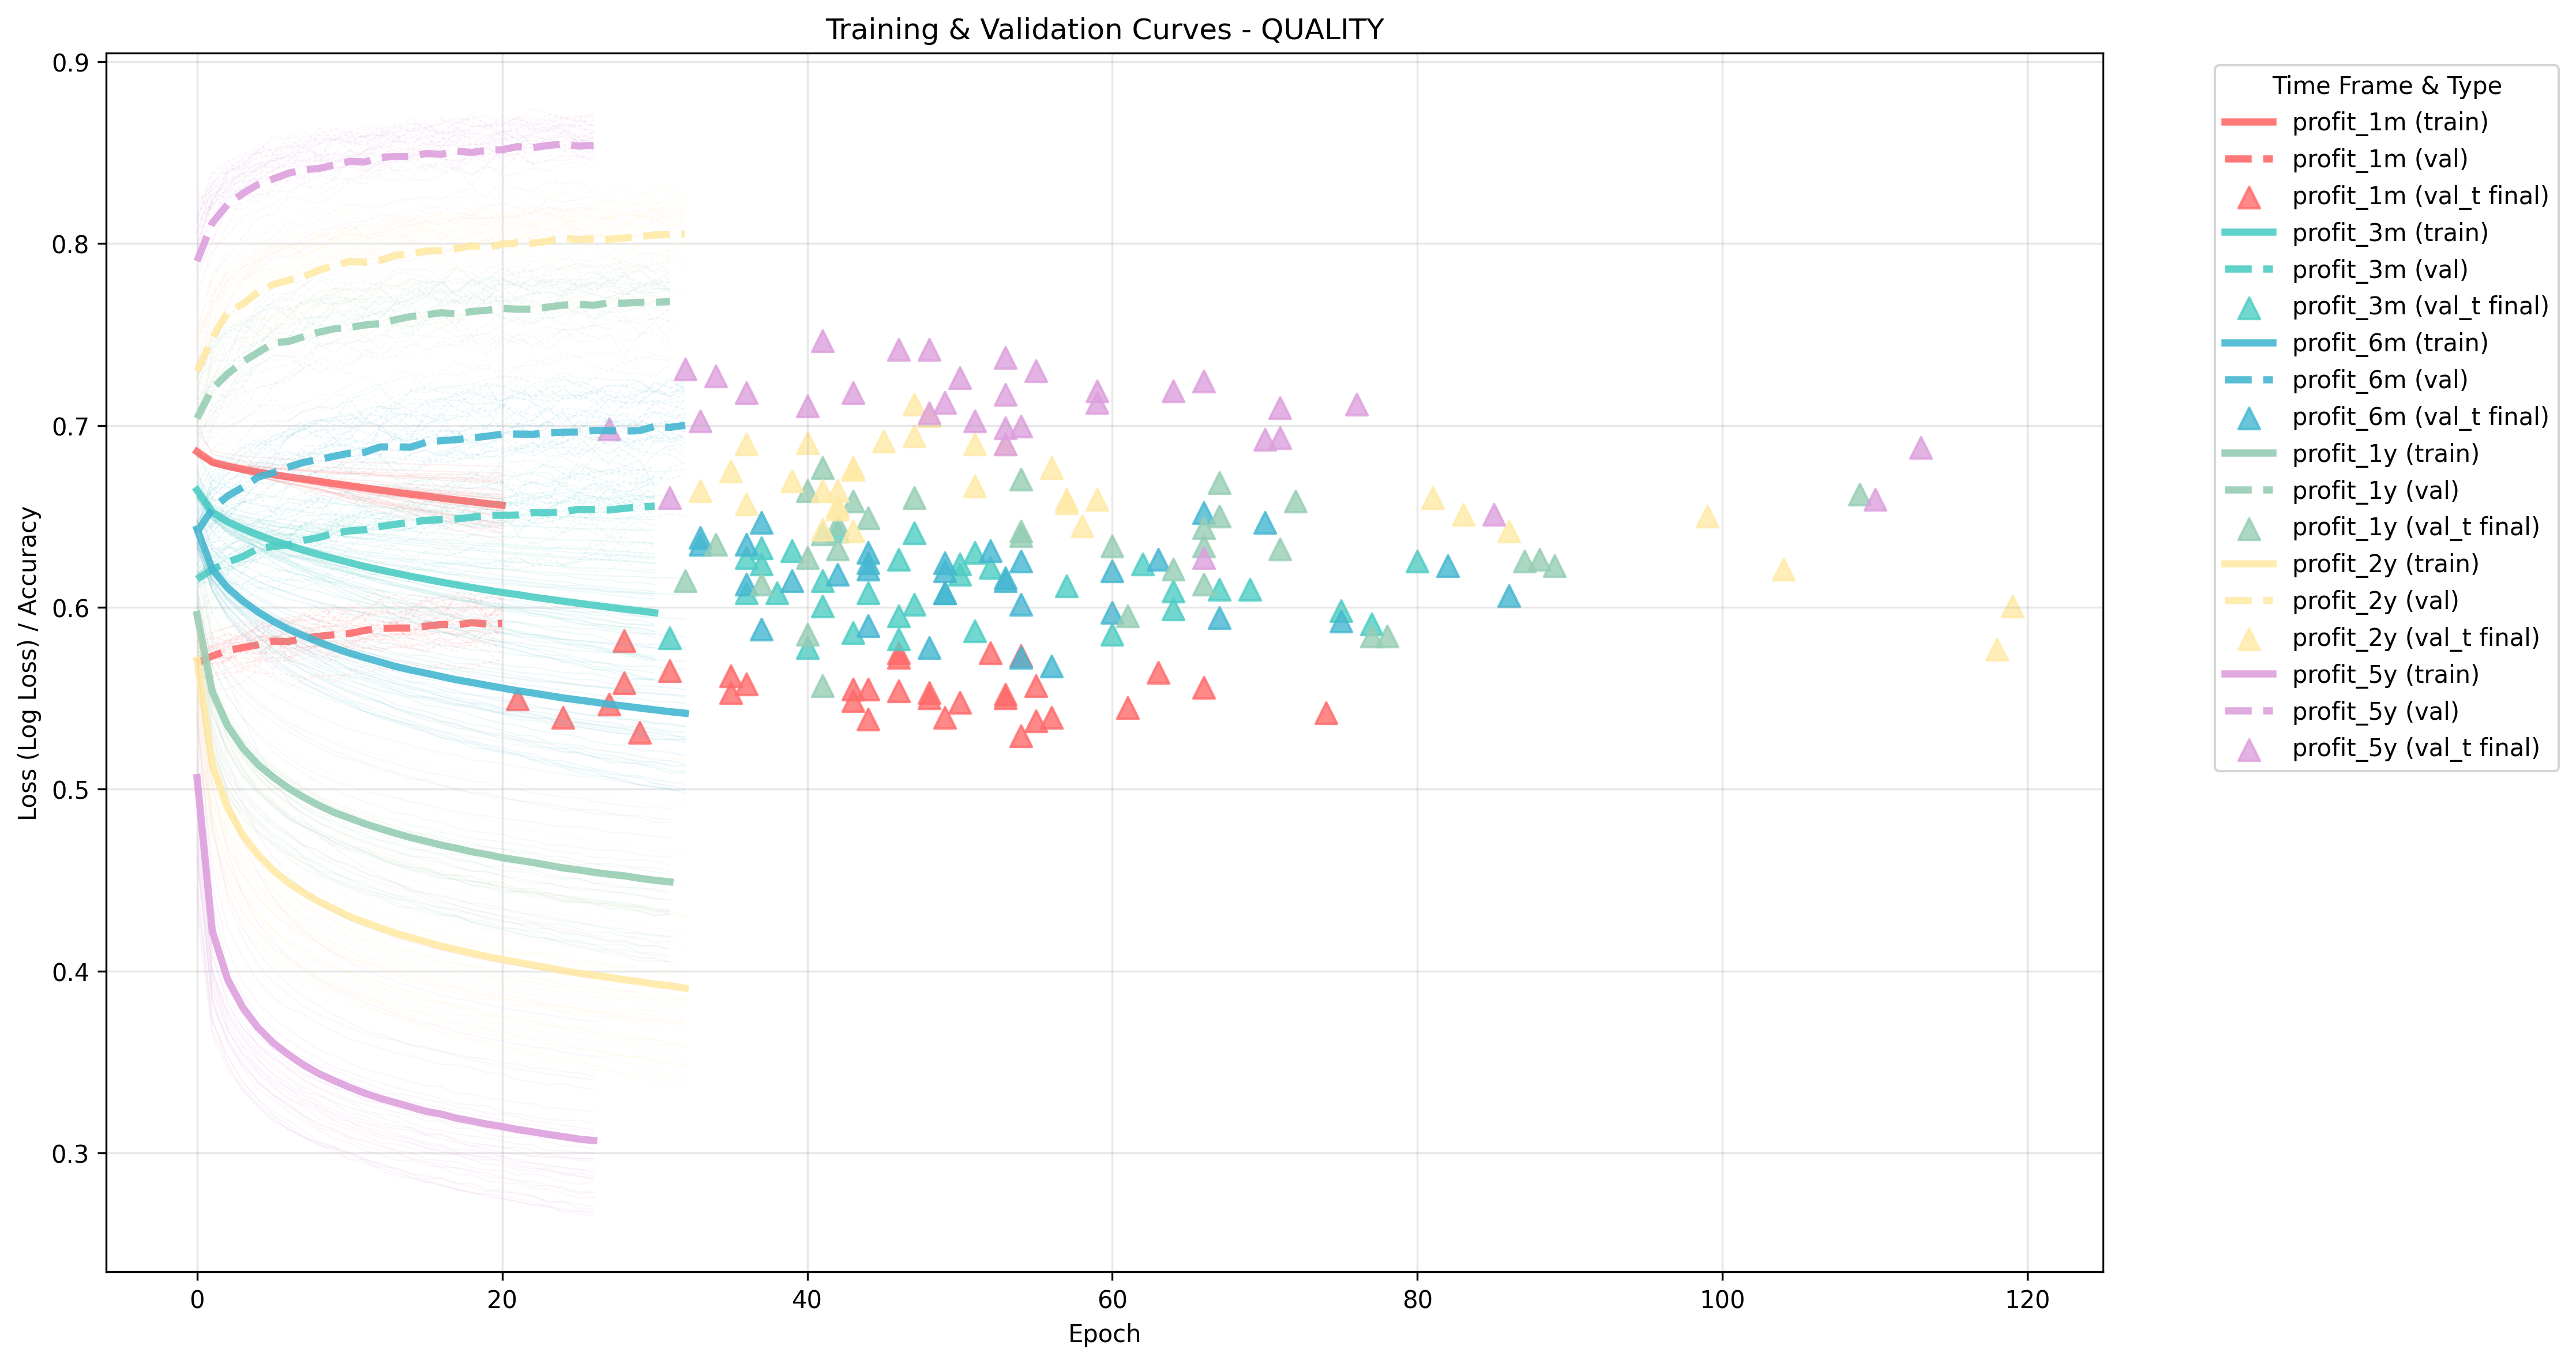 Training & Validation Curves - QUALITY
Loss (Log Loss) / Accuracy
0.9
0.8
0.7
0.6
0.5
0.4
0.3
0
20
40
60
80
100
120
Epoch
Time Frame & Type
profit_1m (train)
profit_1m (val)
profit_1m (val_t final)
profit_3m (train)
profit_3m (val)
profit_3m (val_t final)
profit_6m (train)
profit_6m (val)
profit_6m (val_t final)
profit_1y (train)
profit_1y (val)
profit_1y (val_t final)
profit_2y (train)
profit_2y (val)
profit_2y (val_t final)
profit_5y (train)
profit_5y (val)
profit_5y (val_t final)